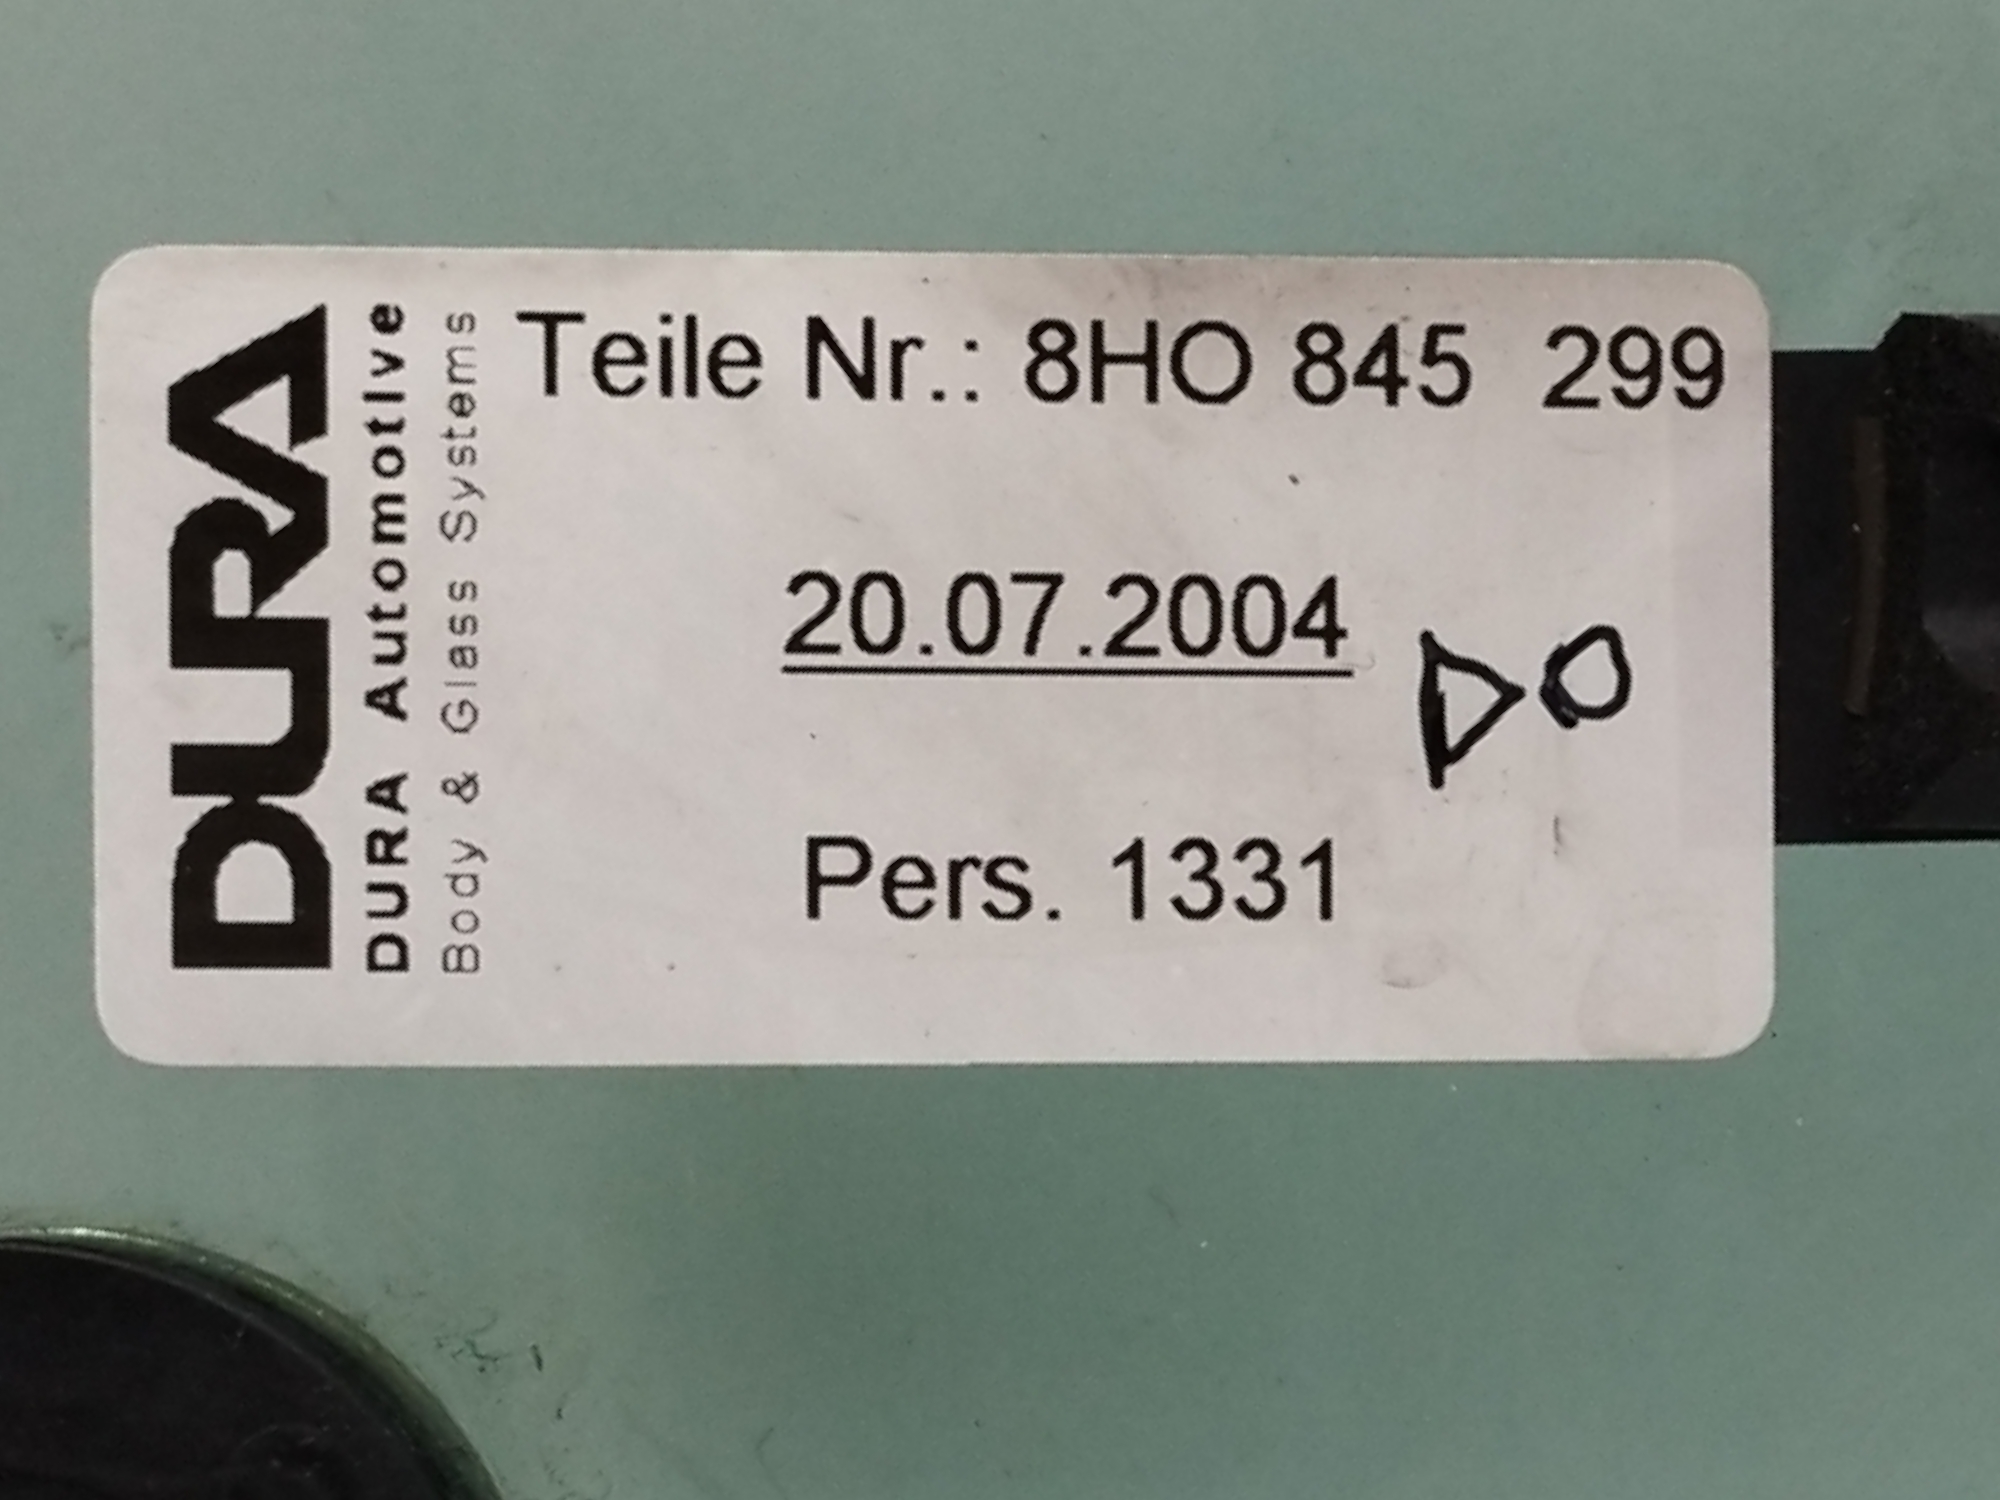 DURA
DURA Automotive
Body & Glass Systems
Teile Nr.: 8HO 845 299
20.07.2004
Pers. 1331